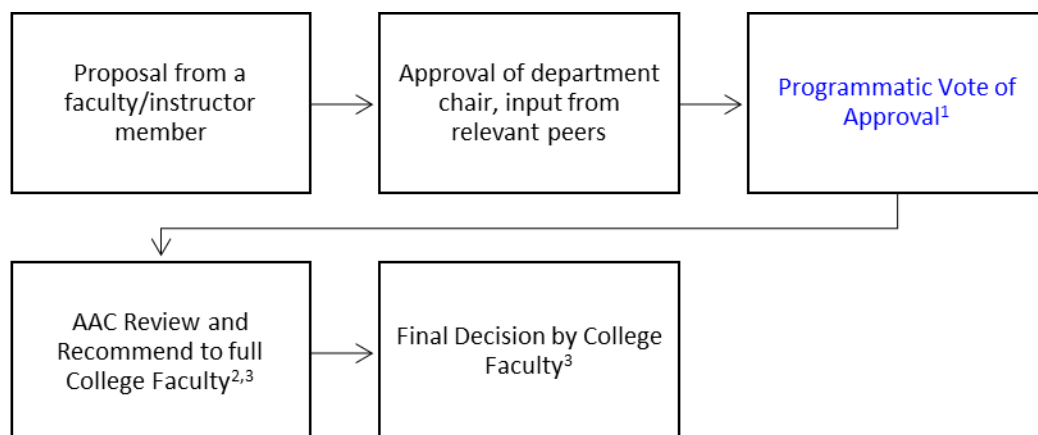 Proposal from a
faculty/instructor
member
Approval of department
chair, input from
relevant peers
Programmatic Vote of
Approval¹
AAC Review and
Recommend to full
College Faculty²,³
Final Decision by College
Faculty³